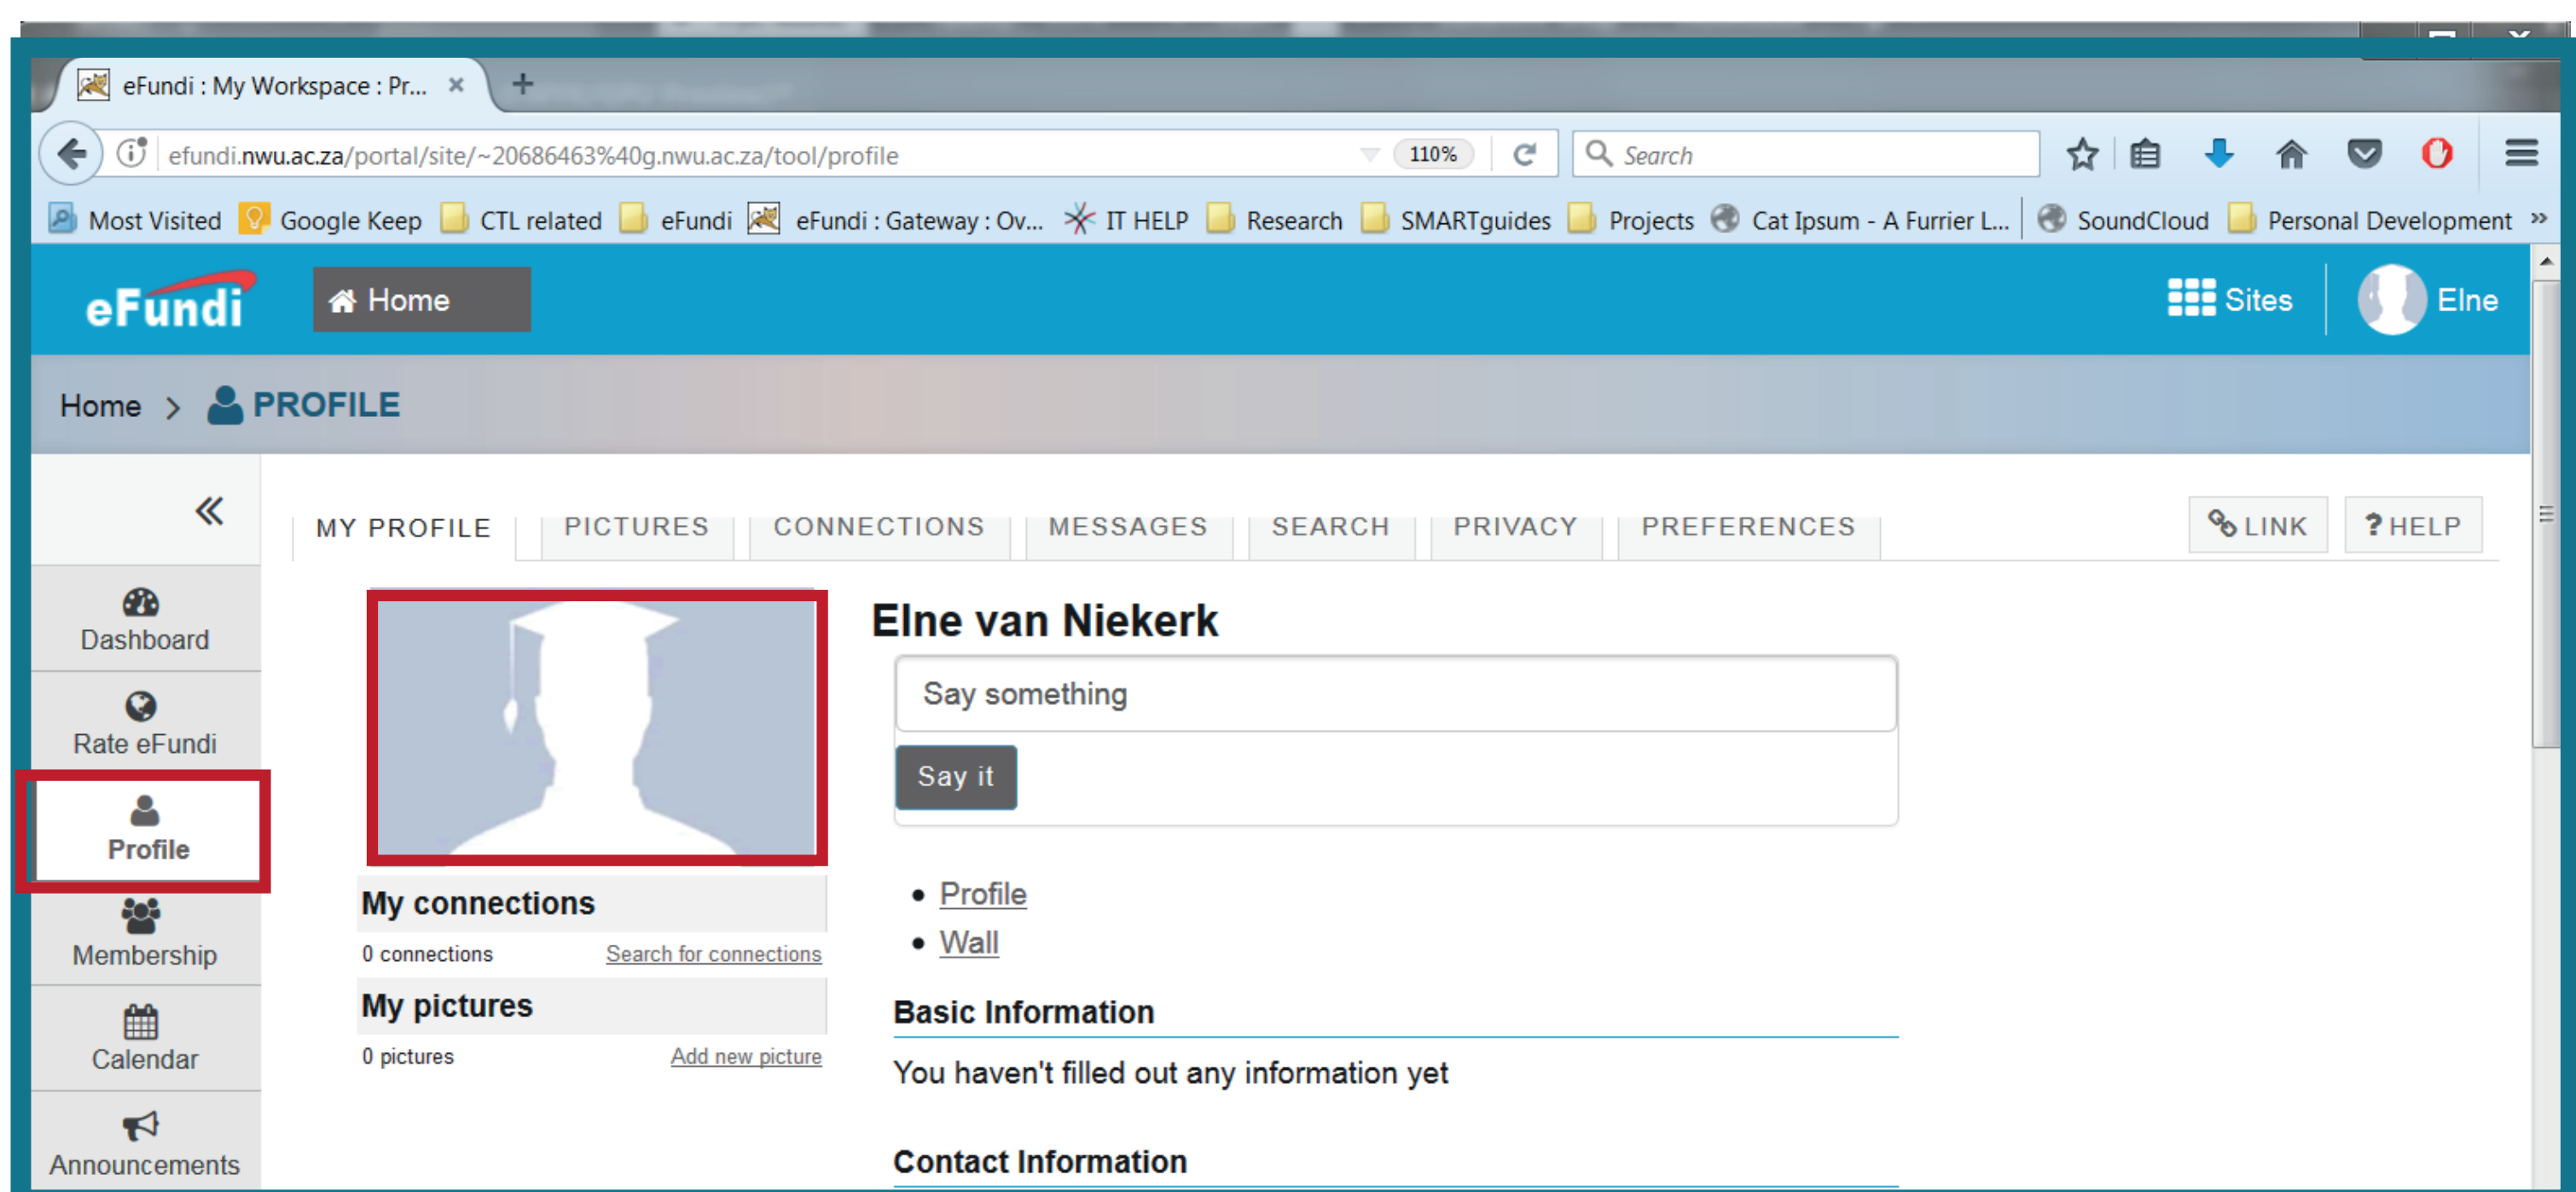 eFundi : My Workspace : Pr...
efundi.nwu.ac.za/portal/site/~20686463%40g.nwu.ac.za/tool/profile 110% Search
Most Visited Google Keep CTL related eFundi eFundi : Gateway : Ov... IT HELP Research SMARTguides Projects Cat Ipsum - A Furrier L... SoundCloud Personal Development »
eFundi Home Sites Elne
Home > PROFILE
«
MY PROFILE PICTURES CONNECTIONS MESSAGES SEARCH PRIVACY PREFERENCES LINK ? HELP
Dashboard
Rate eFundi
Profile
Membership
Calendar
Announcements
My connections
0 connections Search for connections
My pictures
0 pictures Add new picture
Elne van Niekerk
Say something
Say it
• Profile
• Wall
Basic Information
You haven't filled out any information yet
Contact Information